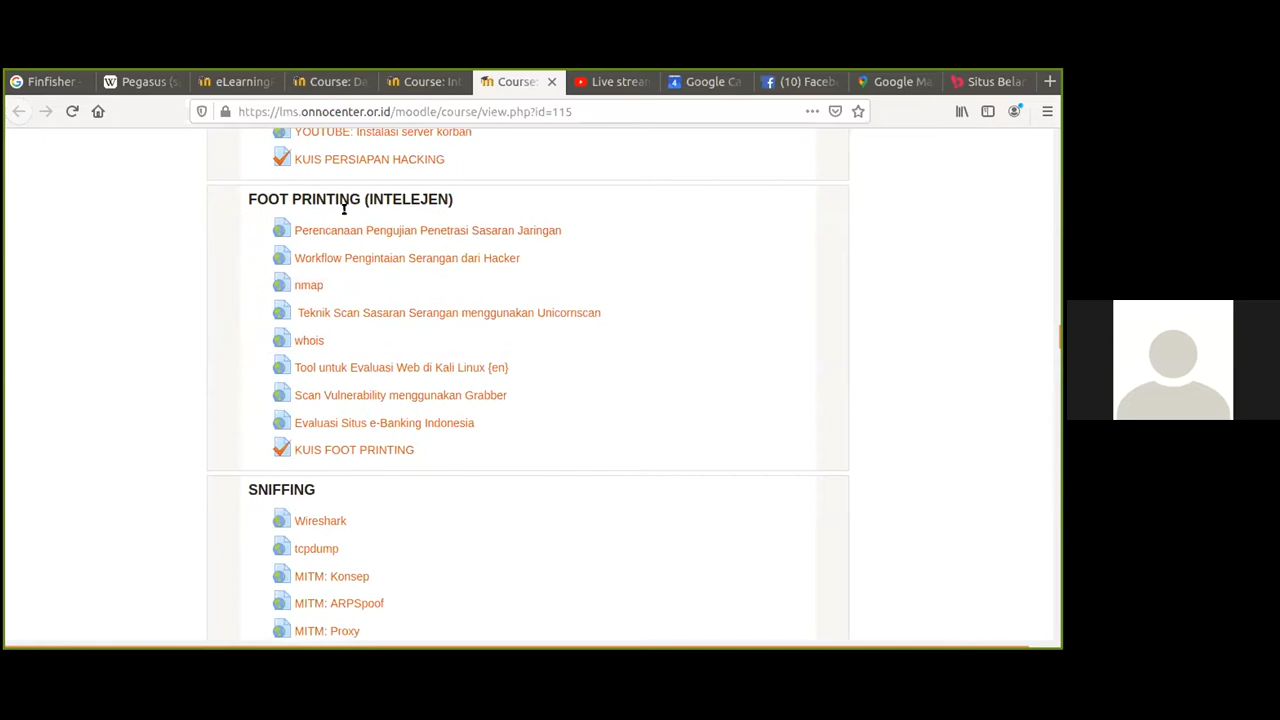 Finfisher
Pegasus (s
eLearning
Course: Da
Course: Int
Course:
Live strean
Google Ca
(10) Faceb
Google Ma
Situs Belar
https://lms.onnocenter.or.id/moodle/course/view.php?id=115
YOUTUBE: Instalasi server korban
KUIS PERSIAPAN HACKING
FOOT PRINTING (INTELEJEN)
Perencanaan Pengujian Penetrasi Sasaran Jaringan
Workflow Pengintaian Serangan dari Hacker
nmap
Teknik Scan Sasaran Serangan menggunakan Unicornscan
whois
Tool untuk Evaluasi Web di Kali Linux {en}
Scan Vulnerability menggunakan Grabber
Evaluasi Situs e-Banking Indonesia
KUIS FOOT PRINTING
SNIFFING
Wireshark
tcpdump
MITM: Konsep
MITM: ARPSpoof
MITM: Proxy